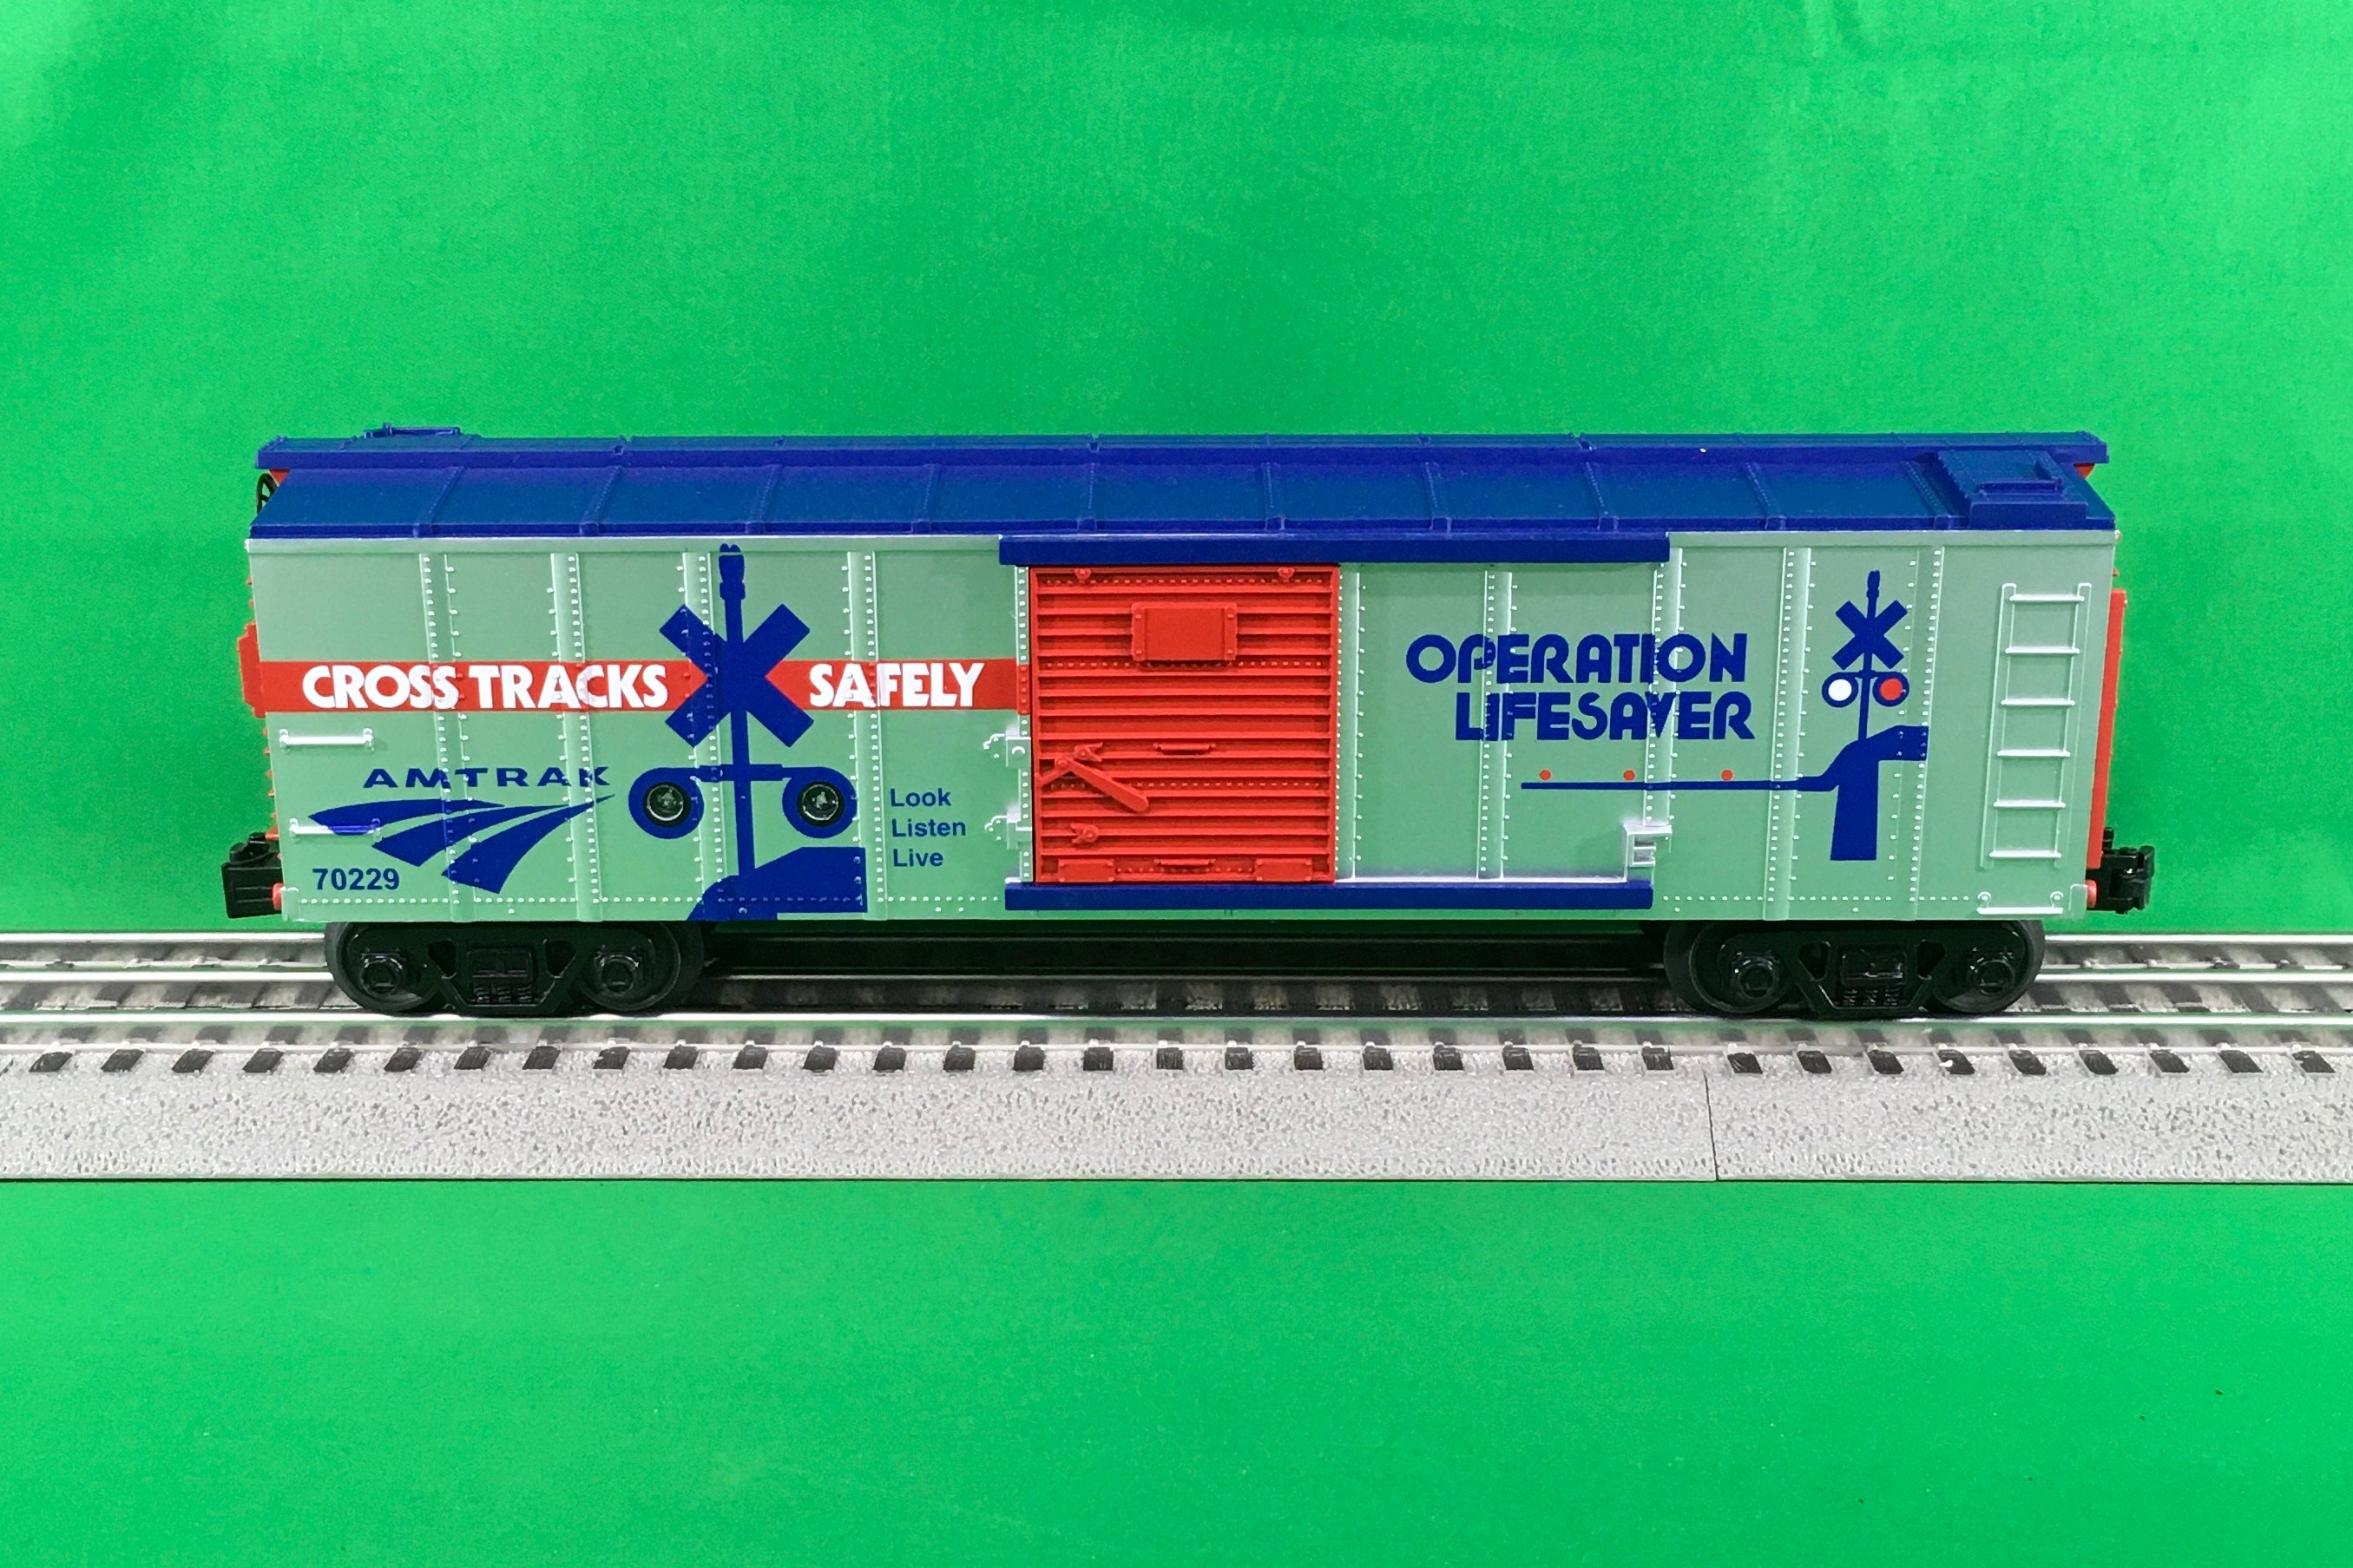 CROSS TRACKS SAFELY
AMTRAK
70229
Look
Listen
Live
OPERATION
LIFESAVER